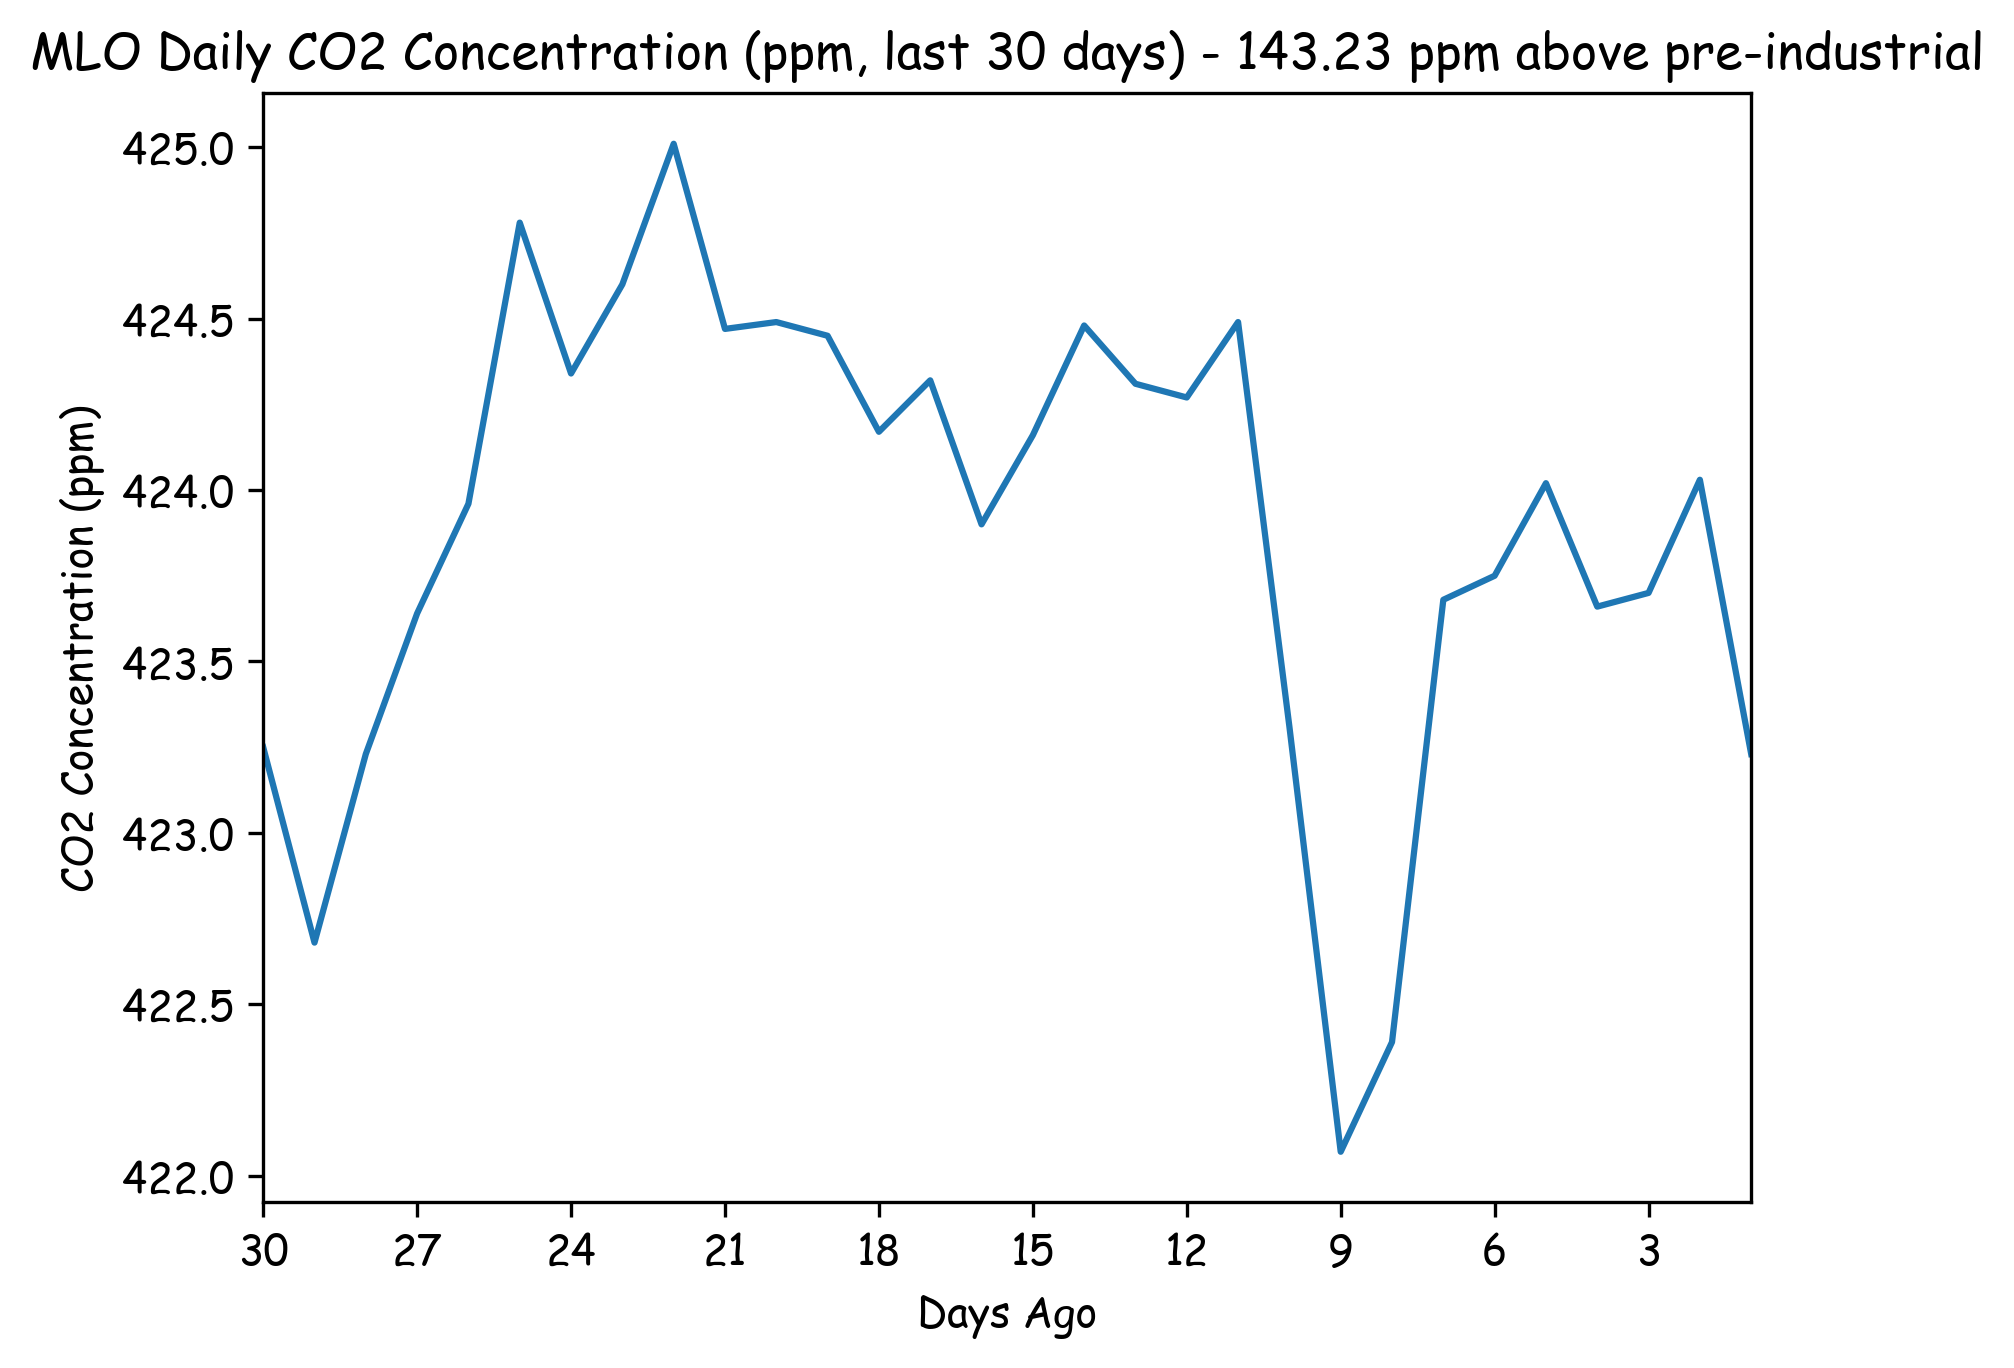 MLO Daily CO2 Concentration (ppm, last 30 days) - 143.23 ppm above pre-industrial
425.0
424.5
424.0
423.5
423.0
422.5
422.0
CO2 Concentration (ppm)
30 27 24 21 18 15 12 9 6 3
Days Ago